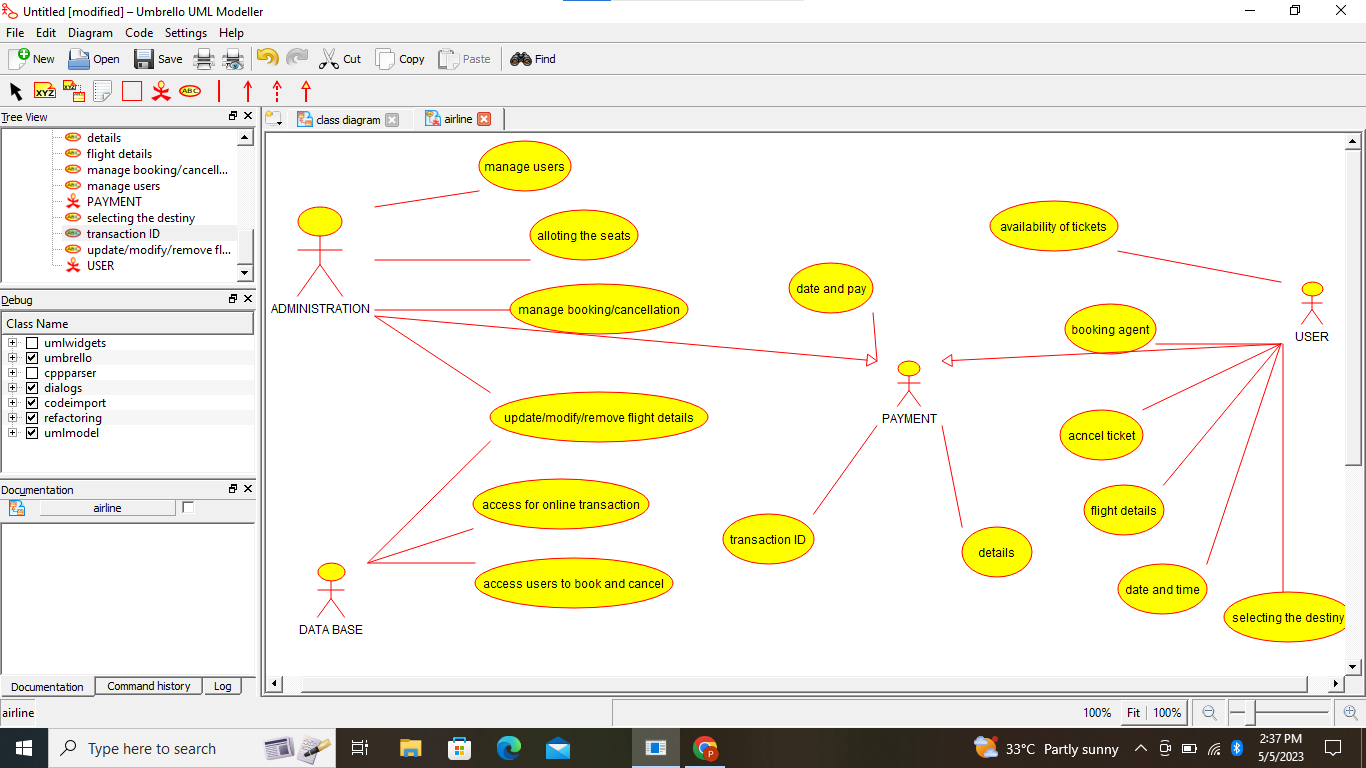 Untitled [modified] – Umbrello UML Modeller
File Edit Diagram Code Settings Help
New Open Save Cut Copy Paste Find
XYZ XYZ ABC
Tree View
class diagram airline
details
flight details
manage booking/cancell...
manage users
PAYMENT
selecting the destiny
transaction ID
update/modify/remove fl...
USER
Debug
Class Name
umlwidgets
umbrello
cppparser
dialogs
codeimport
refactoring
umlmodel
Documentation
airline
Documentation Command history Log
manage users
alloting the seats
availability of tickets
date and pay
ADMINISTRATION
manage booking/cancellation
booking agent
USER
update/modify/remove flight details
PAYMENT
acncel ticket
access for online transaction
flight details
transaction ID
details
access users to book and cancel
date and time
DATA BASE
selecting the destiny
airline
100% Fit 100%
Type here to search
33°C Partly sunny
2:37 PM
5/5/2023